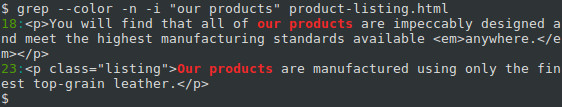 $ grep --color -n -i "our products" product-listing.html
18:<p>You will find that all of our products are impeccably designed a
nd meet the highest manufacturing standards available <em>anywhere.</e
m></p>
23:<p class="listing">Our products are manufactured using only the fin
est top-grain leather.</p>
$